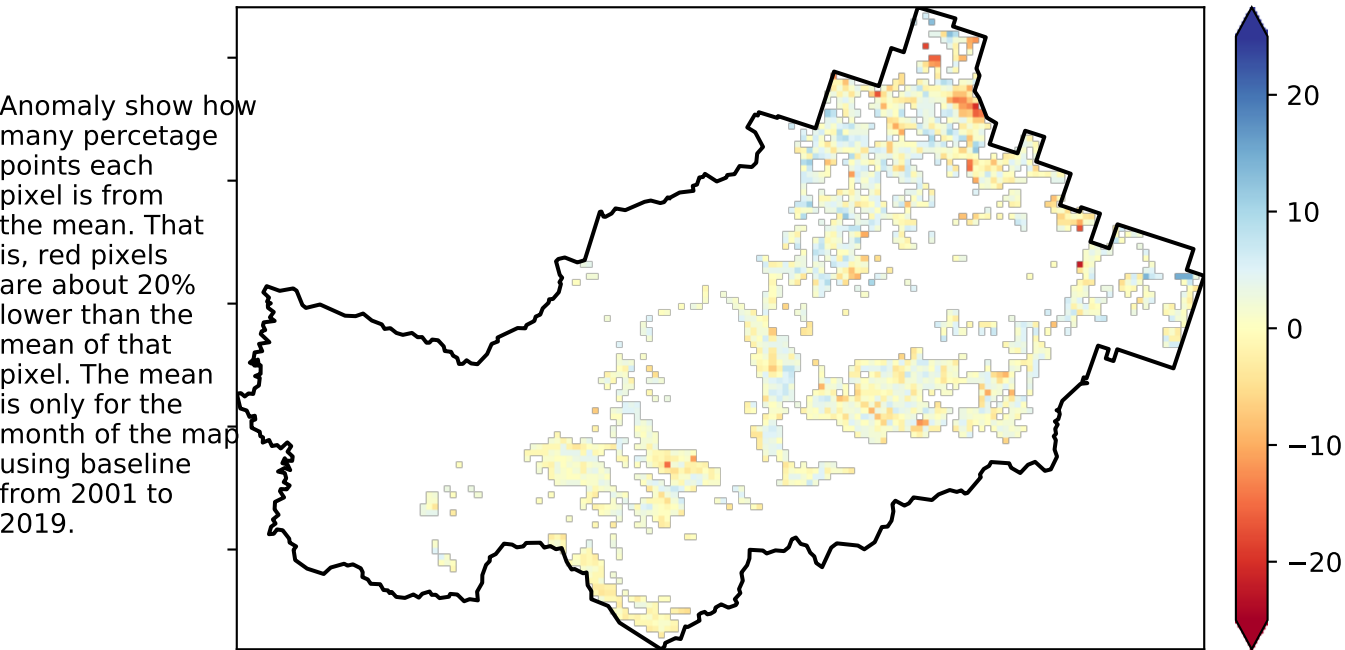 Anomaly show how
many percetage
points each
pixel is from
the mean. That
is, red pixels
are about 20%
lower than the
mean of that
pixel. The mean
is only for the
month of the map
using baseline
from 2001 to
2019.
20
10
0
−10
−20